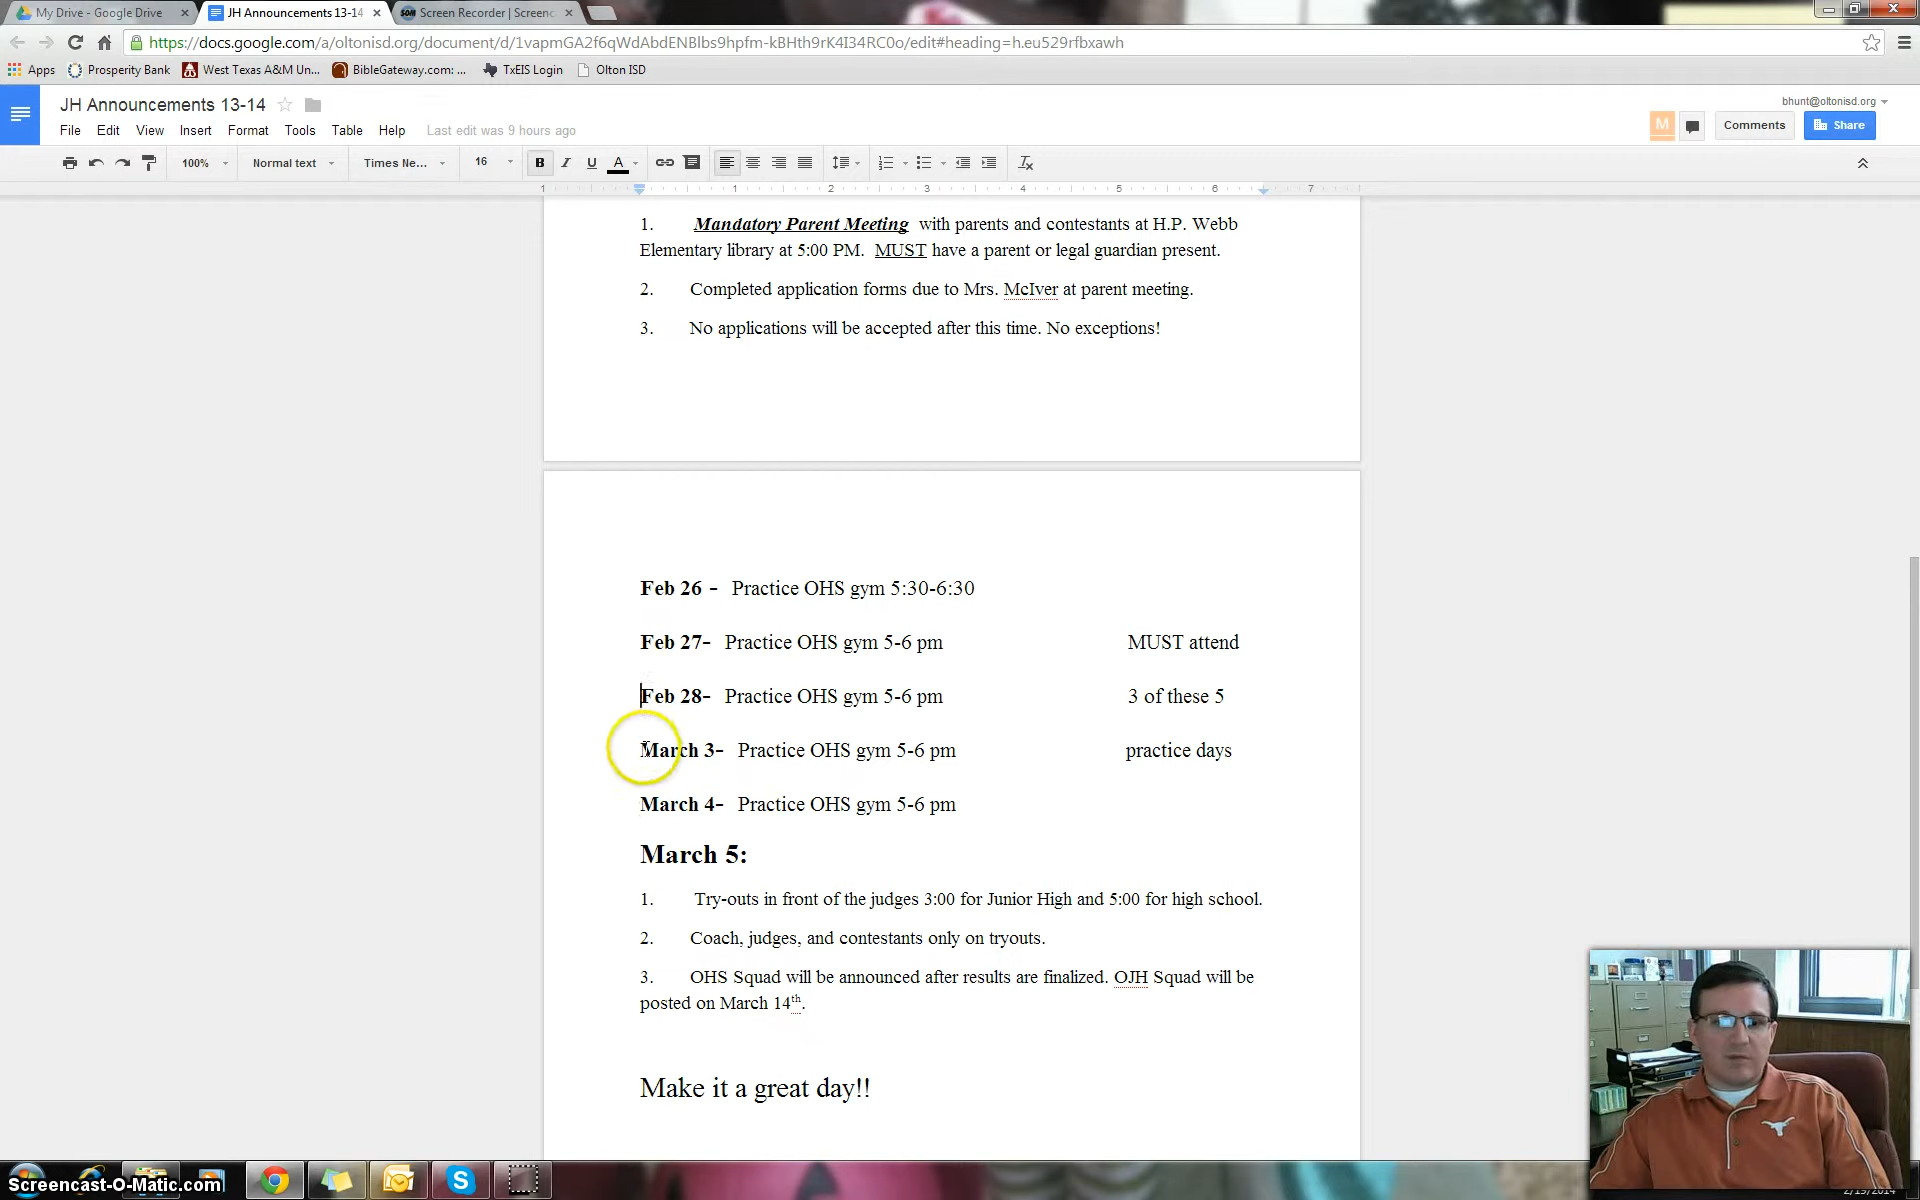 My Drive - Google Drive
JH Announcements 13-14
Screen Recorder | Screenc
https://docs.google.com/a/oltonisd.org/document/d/1vapmGA2f6qWdAbdENBlbs9hpfm-kBHth9rK4I34RC0o/edit#heading=h.eu529rfbxawh
Apps Prosperity Bank West Texas A&M Un... BibleGateway.com: ... TxEIS Login Olton ISD
JH Announcements 13-14
bhunt@oltonisd.org
File Edit View Insert Format Tools Table Help Last edit was 9 hours ago
M Comments Share
100% Normal text Times Ne... 16 B I U A
1 1 2 3 4 5 6 7
1. Mandatory Parent Meeting with parents and contestants at H.P. Webb
Elementary library at 5:00 PM. MUST have a parent or legal guardian present.
2. Completed application forms due to Mrs. McIver at parent meeting.
3. No applications will be accepted after this time. No exceptions!
Feb 26 - Practice OHS gym 5:30-6:30
Feb 27- Practice OHS gym 5-6 pm MUST attend
Feb 28- Practice OHS gym 5-6 pm 3 of these 5
March 3- Practice OHS gym 5-6 pm practice days
March 4- Practice OHS gym 5-6 pm
March 5:
1. Try-outs in front of the judges 3:00 for Junior High and 5:00 for high school.
2. Coach, judges, and contestants only on tryouts.
3. OHS Squad will be announced after results are finalized. OJH Squad will be
posted on March 14th.
Make it a great day!!
Screencast-O-Matic.com
2/19/2014